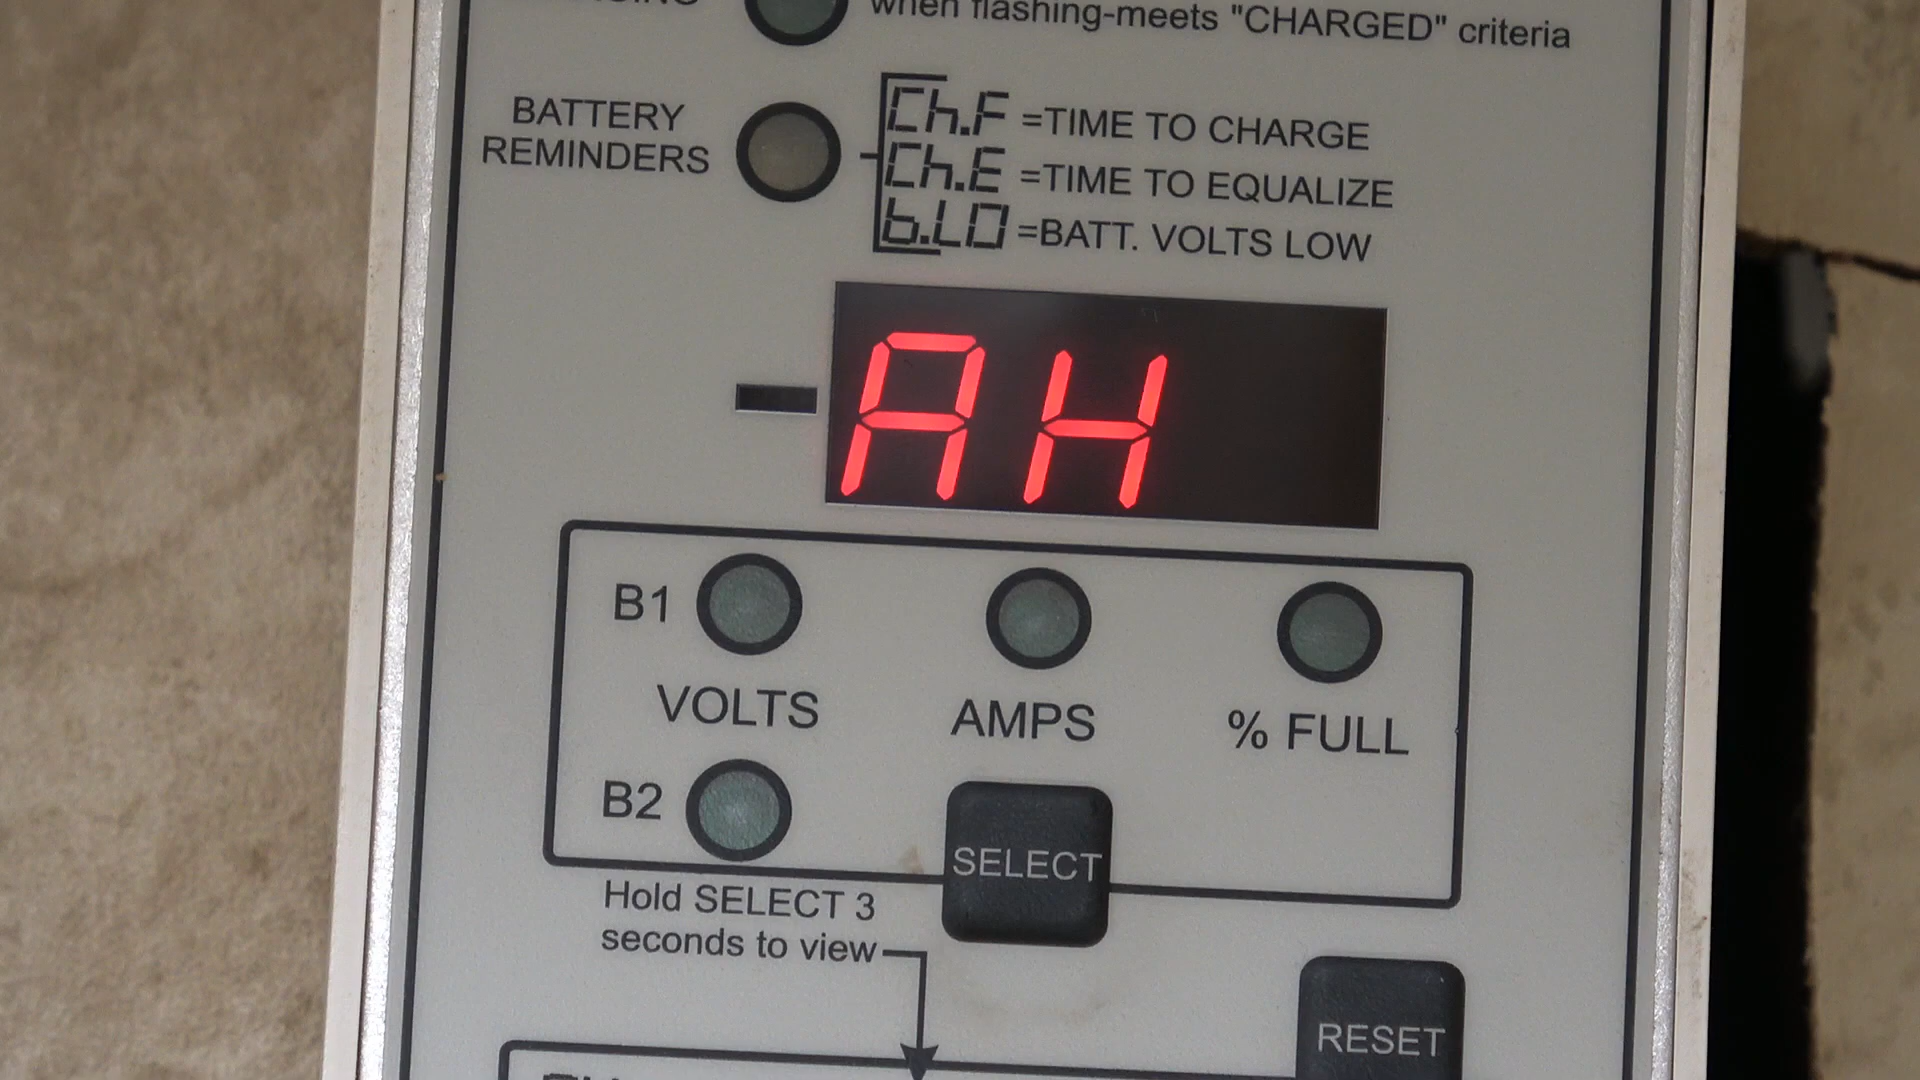 when flashing-meets "CHARGED" criteria
BATTERY
REMINDERS
Ch.F =TIME TO CHARGE
Ch.E =TIME TO EQUALIZE
b.LO =BATT. VOLTS LOW
AH
B1
VOLTS AMPS % FULL
B2
SELECT
Hold SELECT 3
seconds to view
RESET